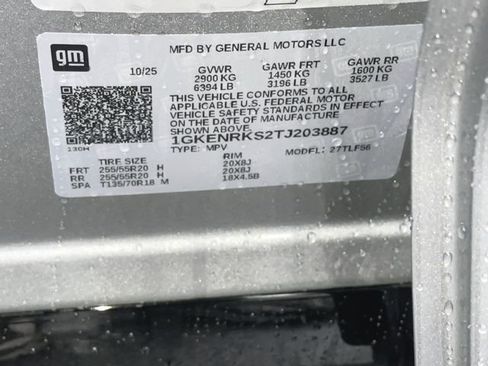 gm
MFD BY GENERAL MOTORS LLC
10/25 GVWR GAWR FRT GAWR RR
2900 KG 1450 KG 1600 KG
6394 LB 3196 LB 3527 LB
THIS VEHICLE CONFORMS TO ALL
APPLICABLE U.S. FEDERAL MOTOR
VEHICLE SAFETY STANDARDS IN EFFECT
ON THE DATE OF MANUFACTURE
SHOWN ABOVE.
1GKENRKS2TJ203887
130H TYPE: MPV MODEL: 27TLF56
TIRE SIZE RIM
FRT 255/55R20 H 20X8J
RR 255/55R20 H 20X8J
SPA T135/70R18 M 18X4.5B